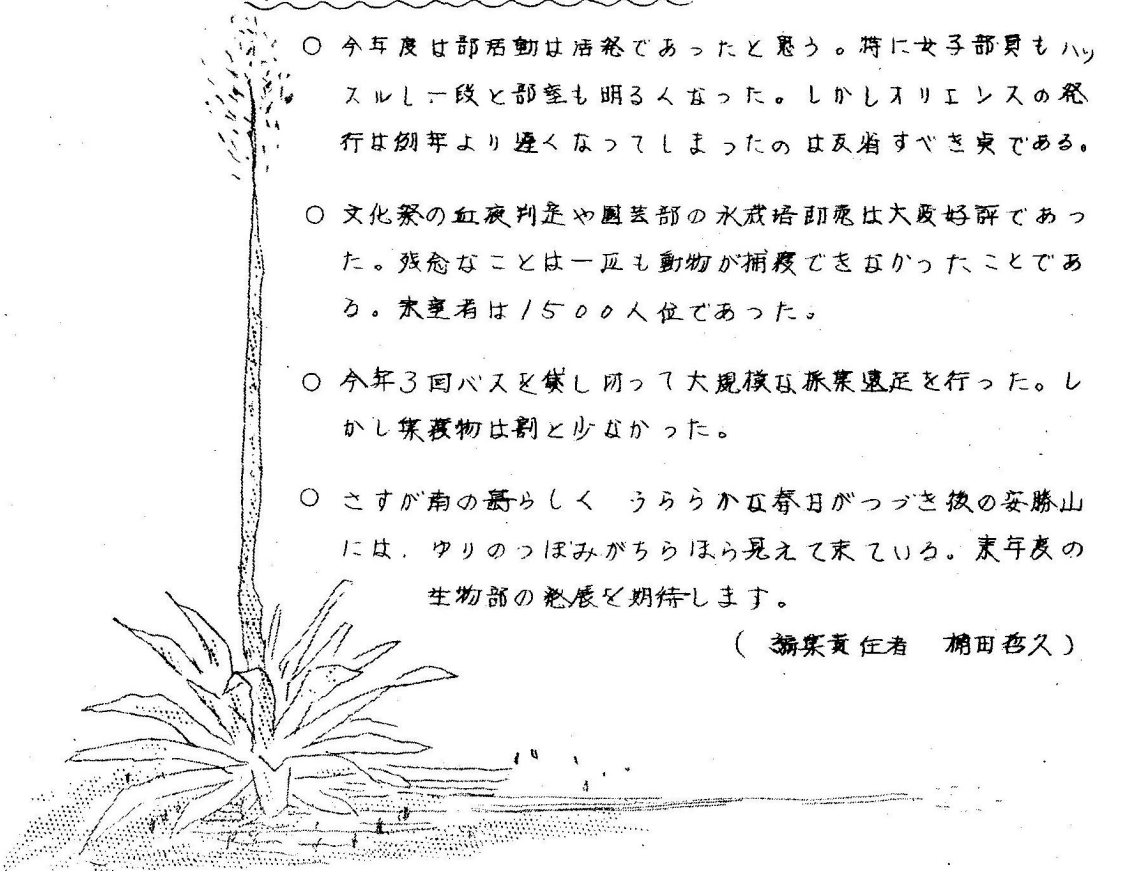 ○ 今年度は部活動は活発であったと思う。特に女子部員もハッ
スルし一段と部室も明るくなった。しかしオリエンスの発
行は例年より遅くなってしまったのは反省すべき点である。
○ 文化祭の血液判定や園芸部の水栽培即売は大変好評であっ
た。残念なことは一匹も動物が捕獲できなかったことであ
る。来室者は1500人位であった。
○ 今年3回バスを貸し切って大規模な採集遠足を行った。し
かし集獲物は割と少なかった。
○ さすが南の島らしく うららかな春日がつづき後の安勝山
には、ゆりのつぼみがちらほら見えて来ている。来年度の
生物部の発展を期待します。
(編集責任者 棚田哲久)